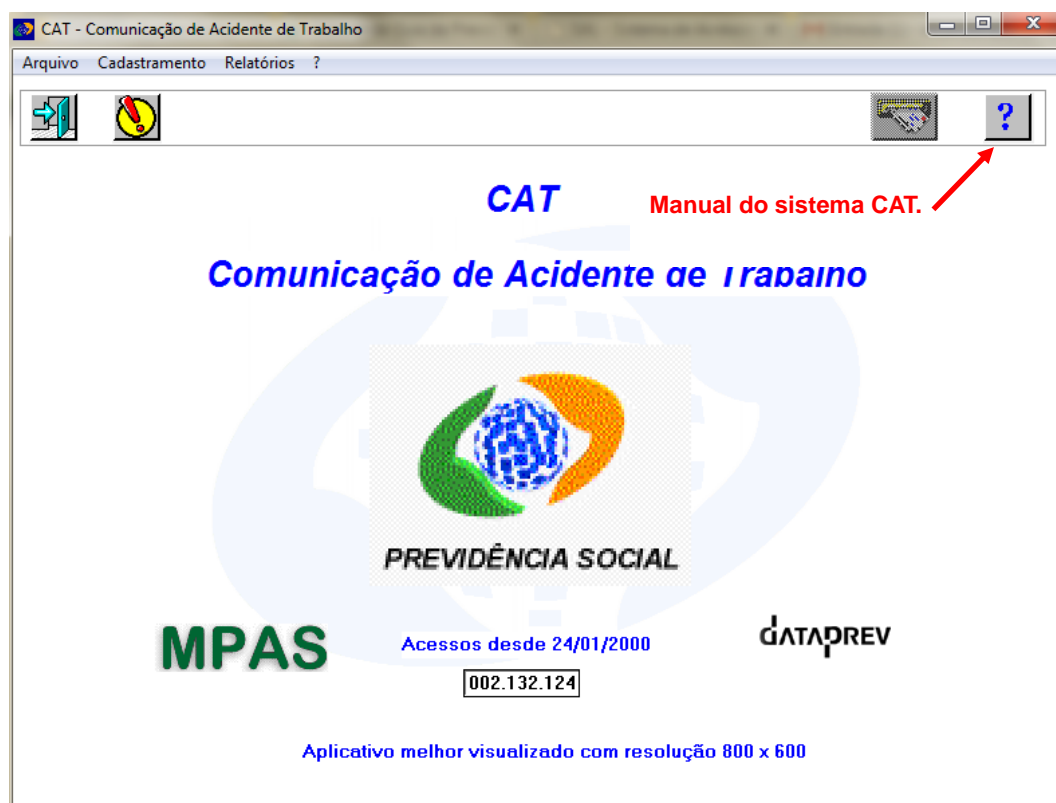 CAT - Comunicação de Acidente de Trabalho
Arquivo Cadastramento Relatórios ?
?
CAT
Manual do sistema CAT.
Comunicação de Acidente de Trabalho
PREVIDÊNCIA SOCIAL
MPAS
Acessos desde 24/01/2000
DATAPREV
002.132.124
Aplicativo melhor visualizado com resolução 800 x 600